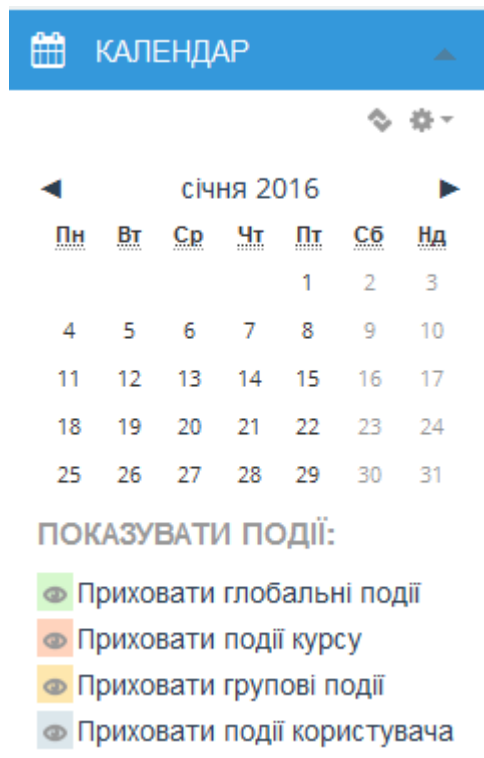 КАЛЕНДАР
січня 2016
Пн Вт Ср Чт Пт Сб Нд
1 2 3
4 5 6 7 8 9 10
11 12 13 14 15 16 17
18 19 20 21 22 23 24
25 26 27 28 29 30 31
ПОКАЗУВАТИ ПОДІЇ:
Приховати глобальні події
Приховати події курсу
Приховати групові події
Приховати події користувача